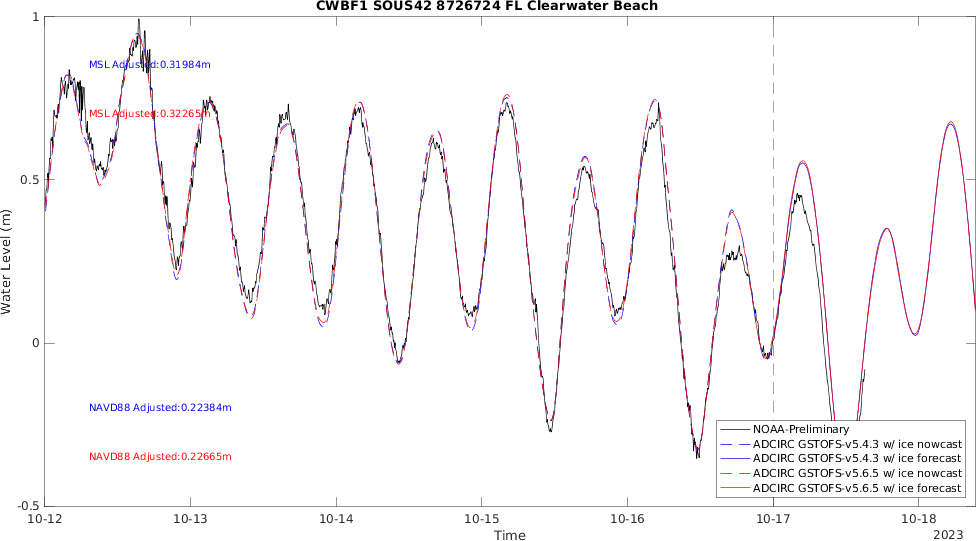 CWBF1 SOUS42 8726724 FL Clearwater Beach
1
MSL Adjusted:0.31984m
MSL Adjusted:0.32265m
0.5
Water Level (m)
0
NAVD88 Adjusted:0.22384m
NAVD88 Adjusted:0.22665m
NOAA-Preliminary
ADCIRC GSTOFS-v5.4.3 w/ ice nowcast
ADCIRC GSTOFS-v5.4.3 w/ ice forecast
ADCIRC GSTOFS-v5.6.5 w/ ice nowcast
ADCIRC GSTOFS-v5.6.5 w/ ice forecast
-0.5
10-12 10-13 10-14 10-15 10-16 10-17 10-18
Time
2023